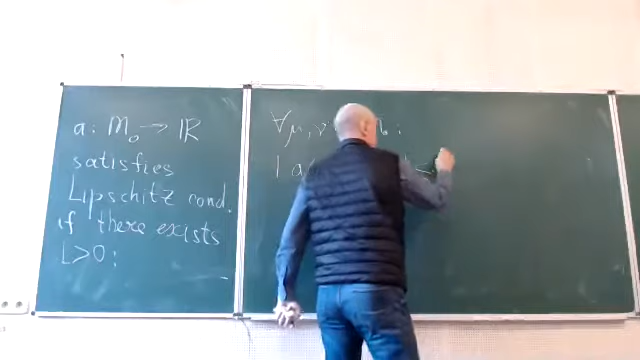 a : M₀ → ℝ
satisfies
Lipschitz cond.
if there exists
L > 0 :
∀μ, ν
| a